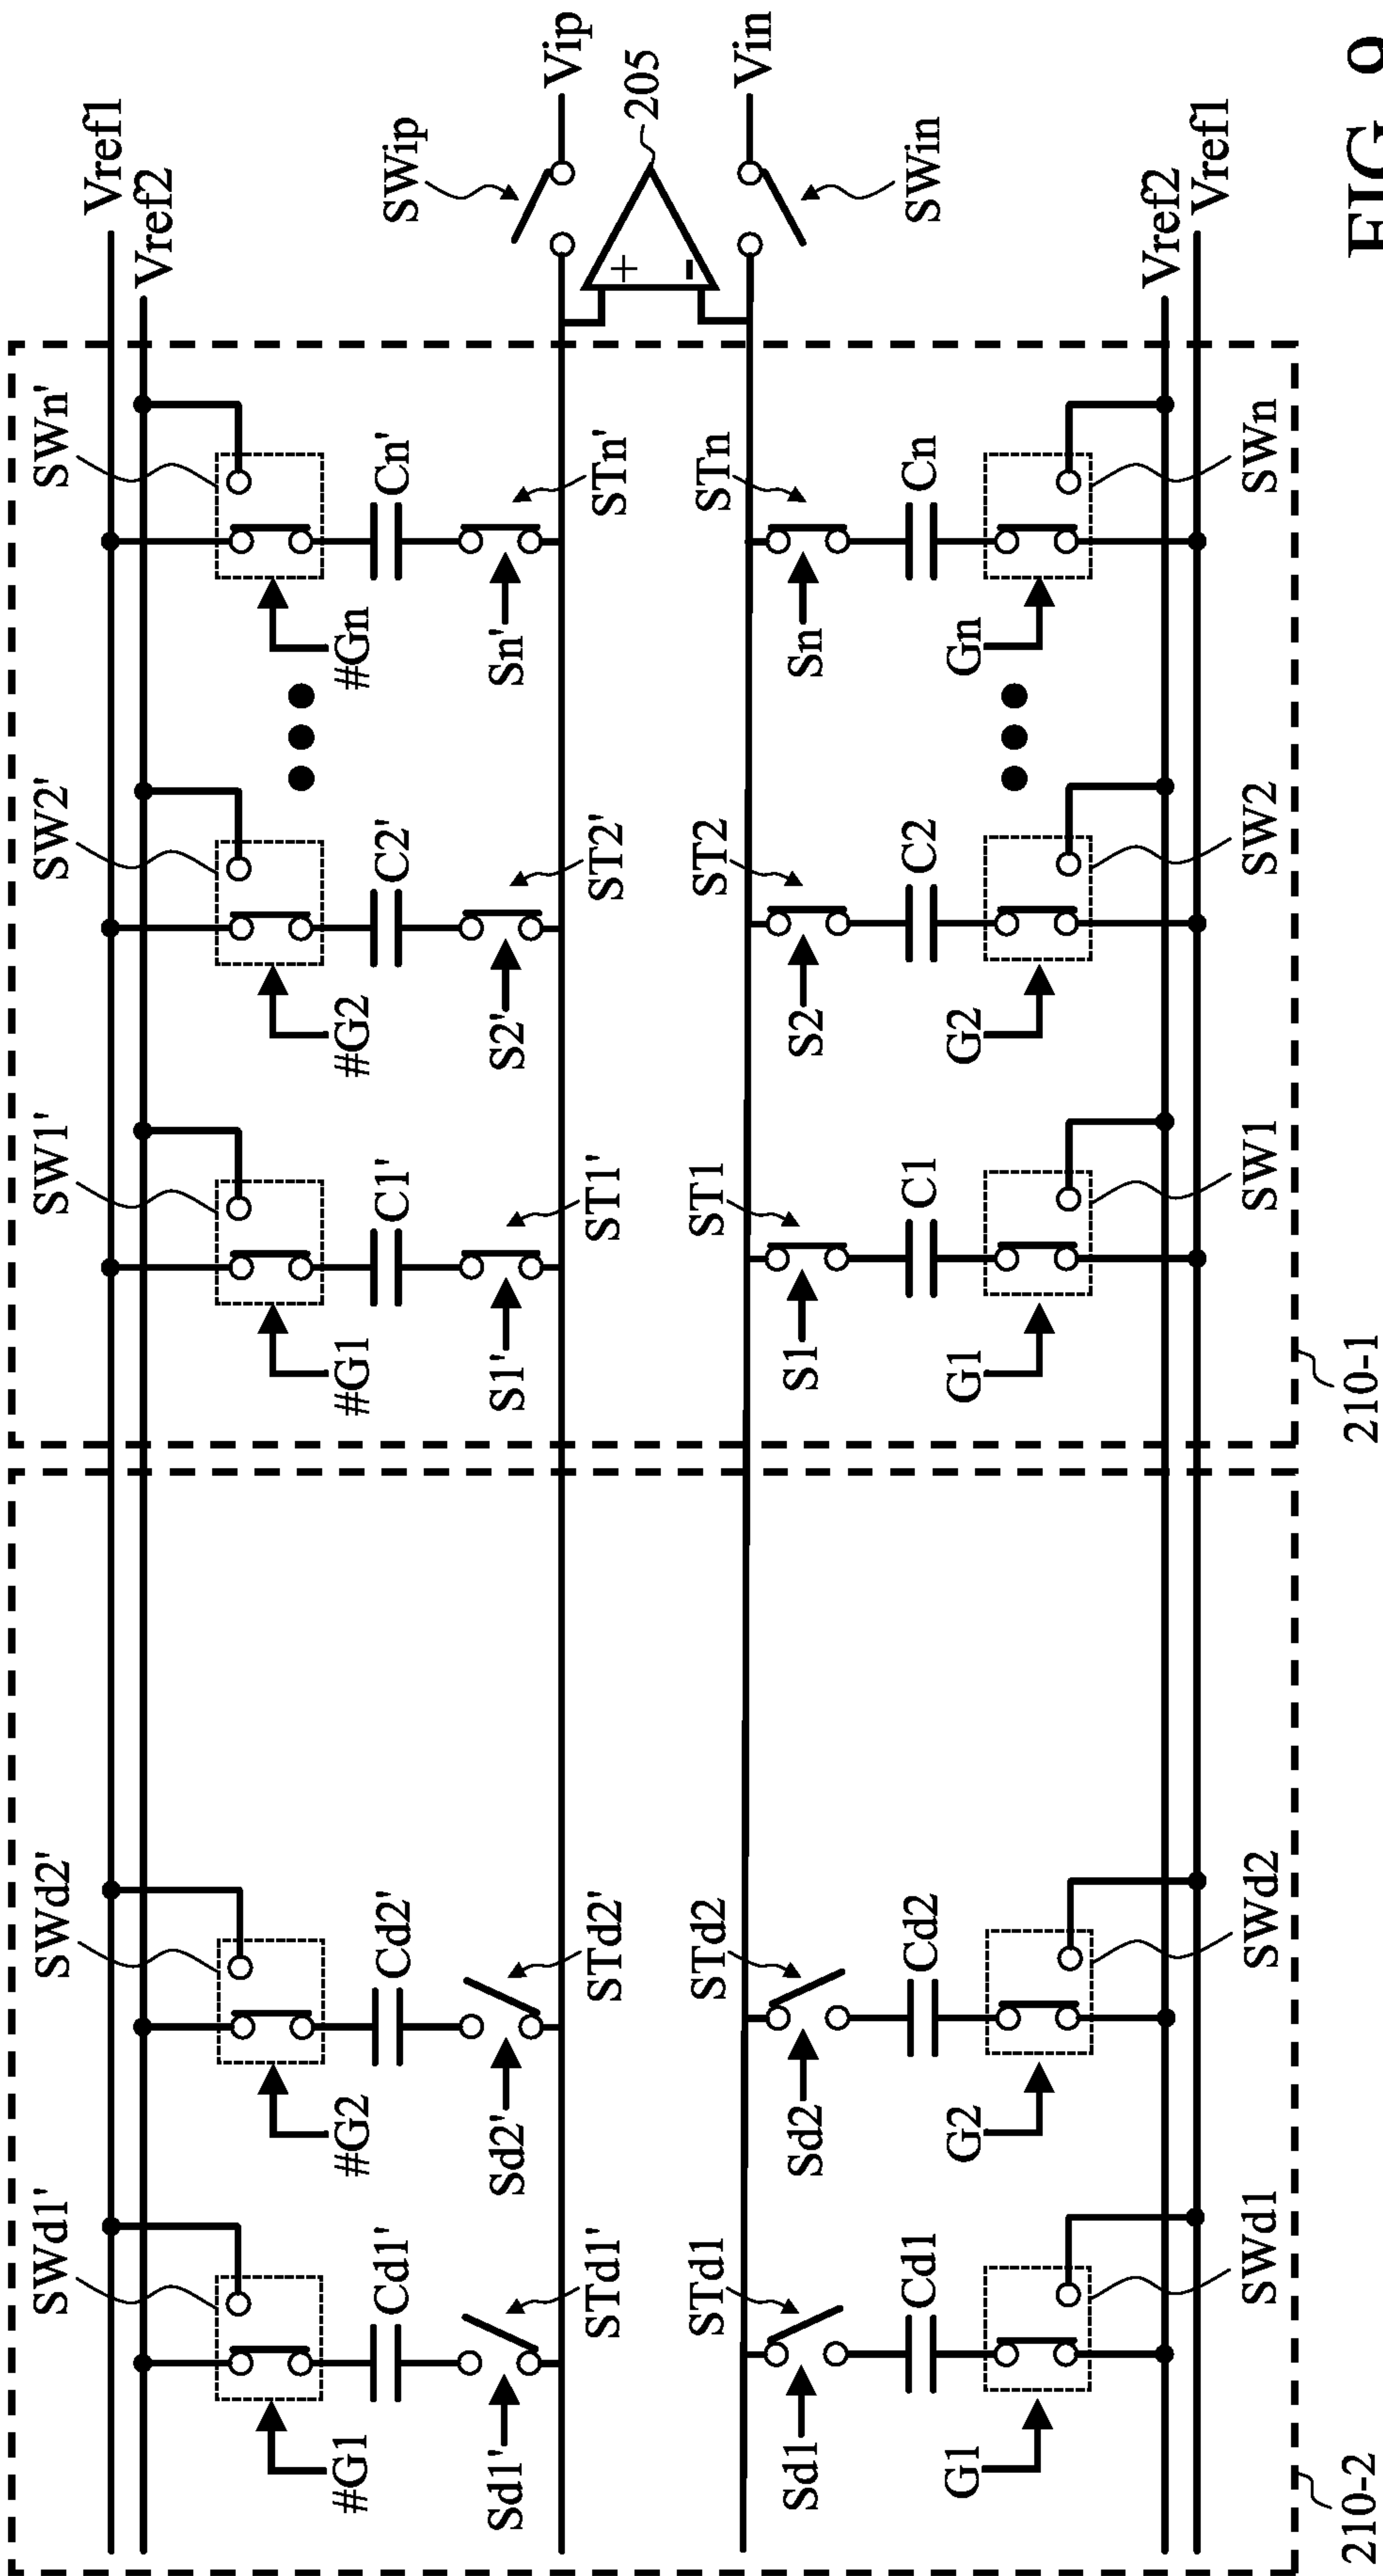 SWd1'
SWd2'
SW1'
SW2'
SWn'
Vref1
Vref2
#G1
#G2
#G1
#G2
#Gn
Cd1'
Cd2'
C1'
C2'
Cn'
SWip
Sd1'
Sd2'
S1'
S2'
Sn'
Vip
STd1'
STd2'
ST1'
ST2'
STn'
+
205
-
STd1
STd2
ST1
ST2
STn
Vin
Sd1
Sd2
S1
S2
Sn
Cd1
Cd2
C1
C2
Cn
SWin
G1
G2
G1
G2
Gn
Vref2
Vref1
SWd1
SWd2
SW1
SW2
SWn
210-2
210-1
FIG